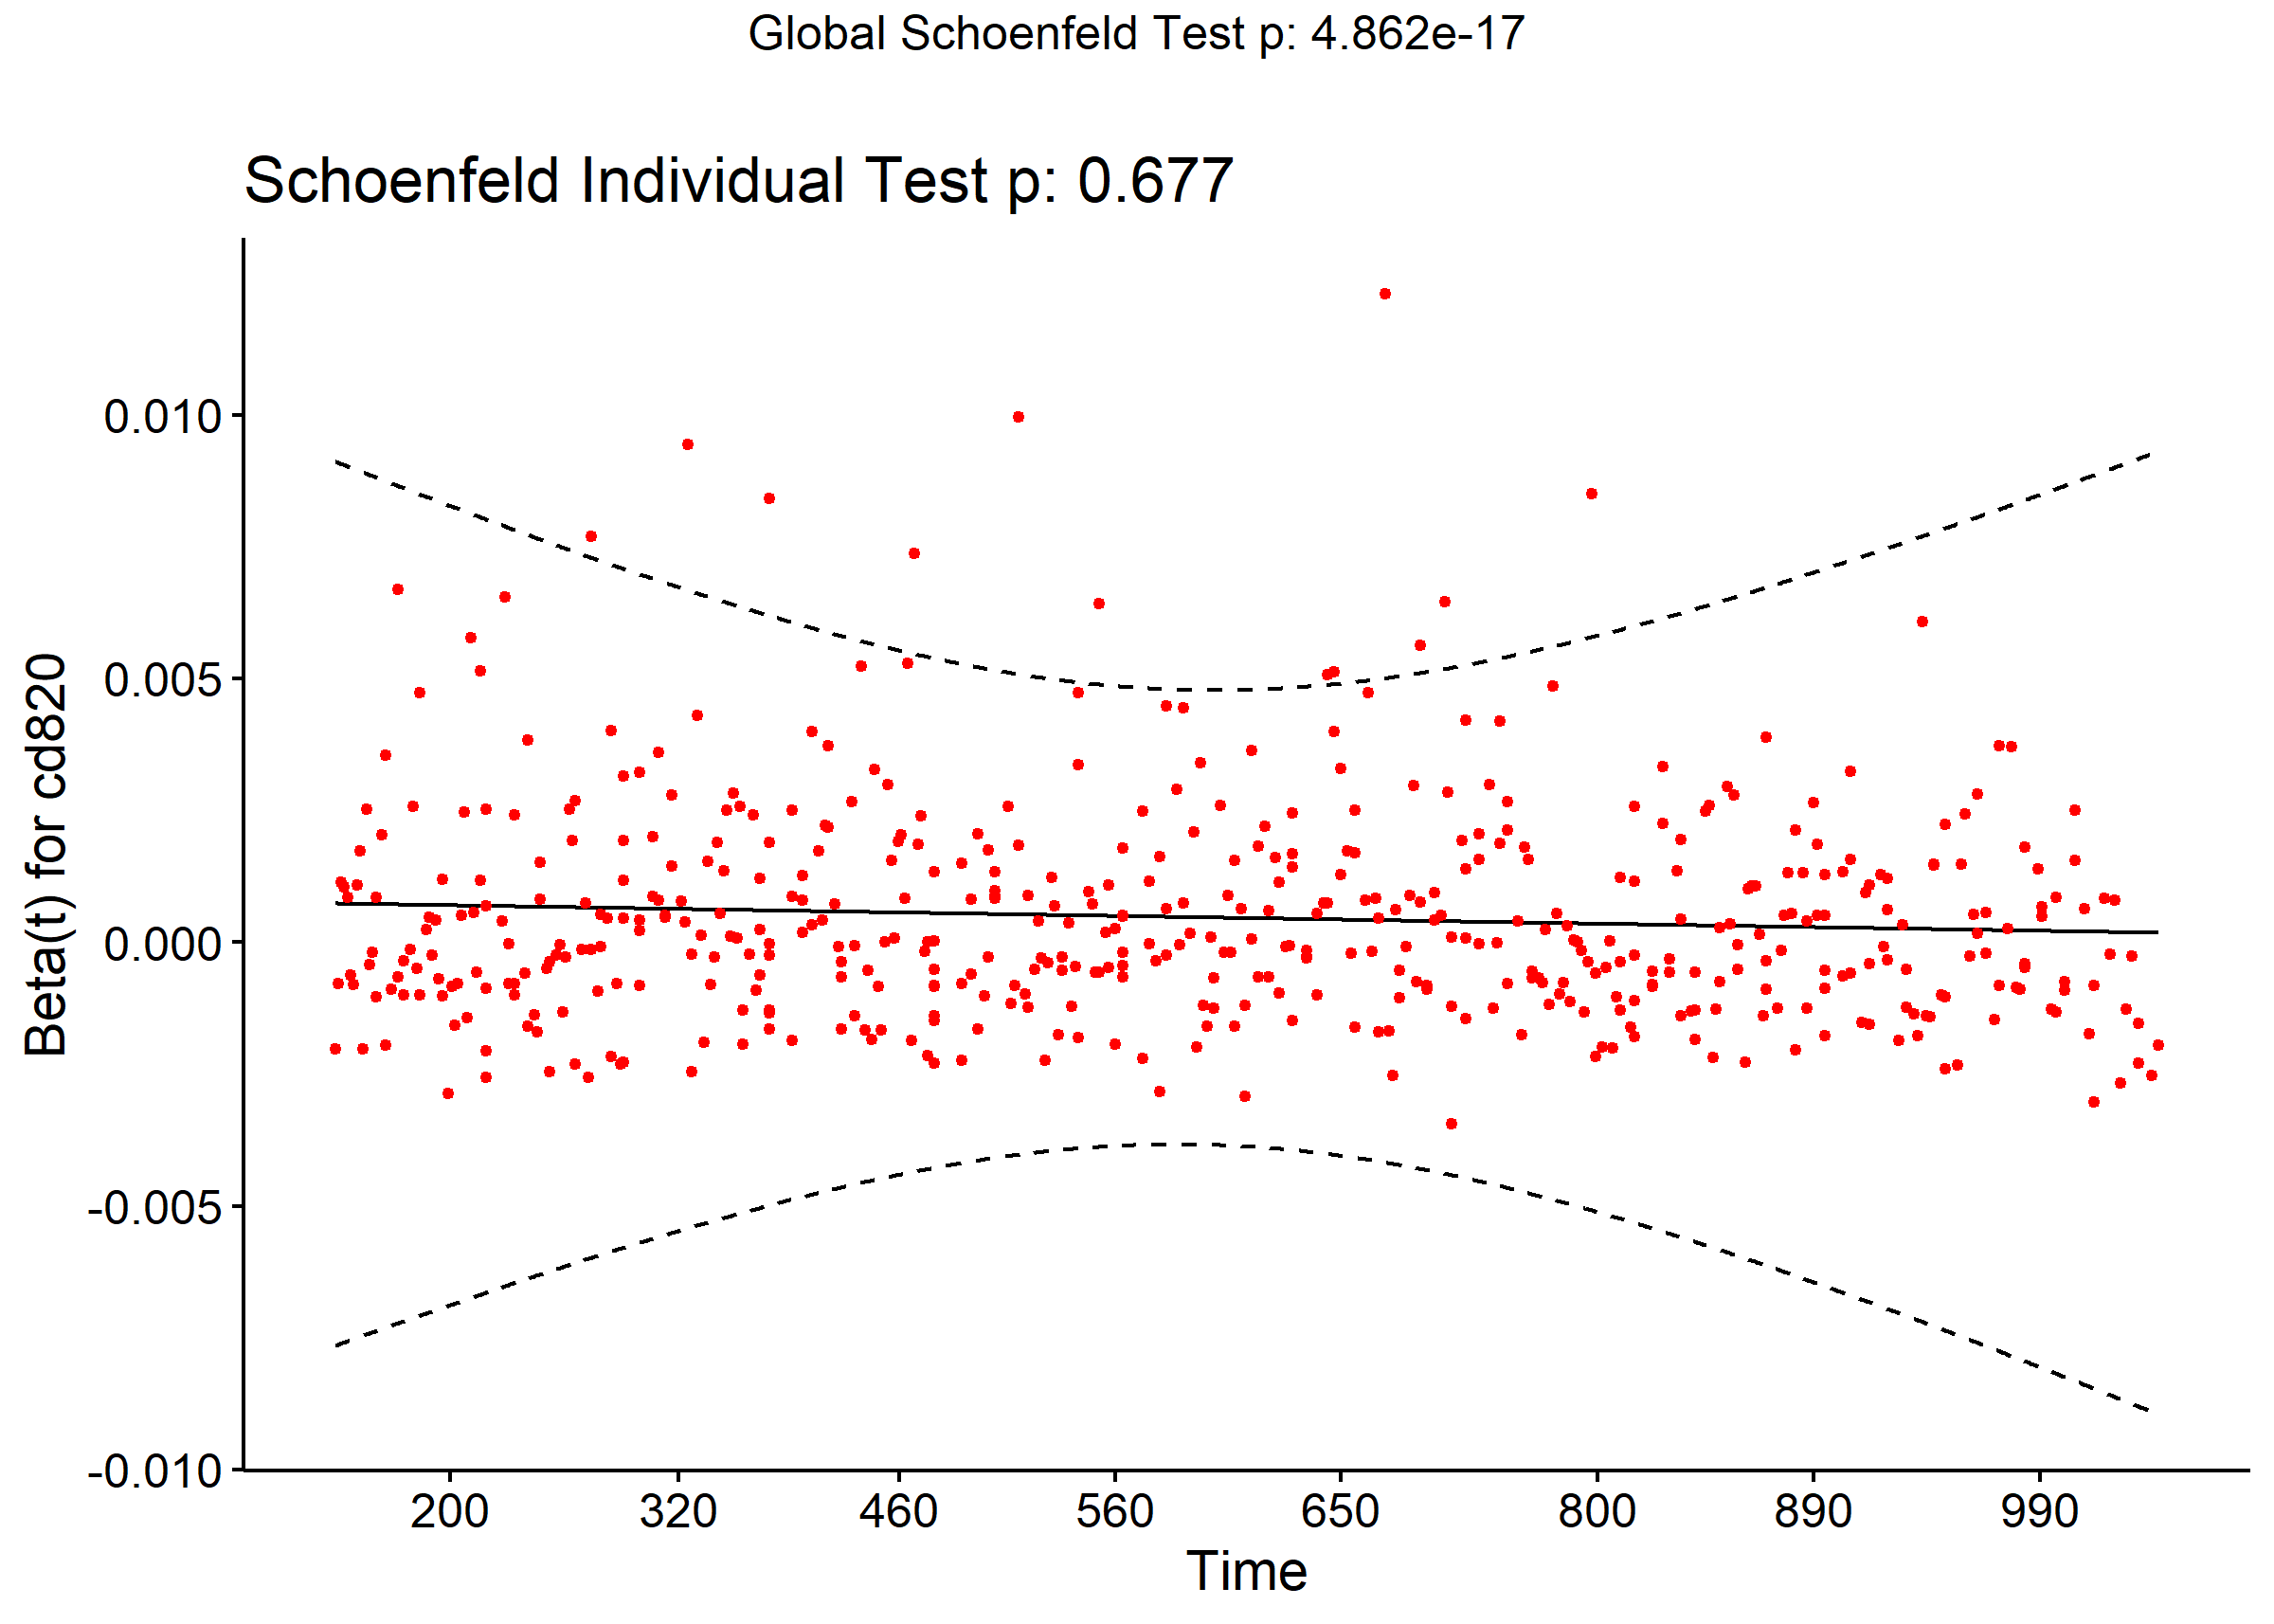 Global Schoenfeld Test p: 4.862e-17
Schoenfeld Individual Test p: 0.677
Beta(t) for cd820
0.010
0.005
0.000
-0.005
-0.010
200 320 460 560 650 800 890 990
Time